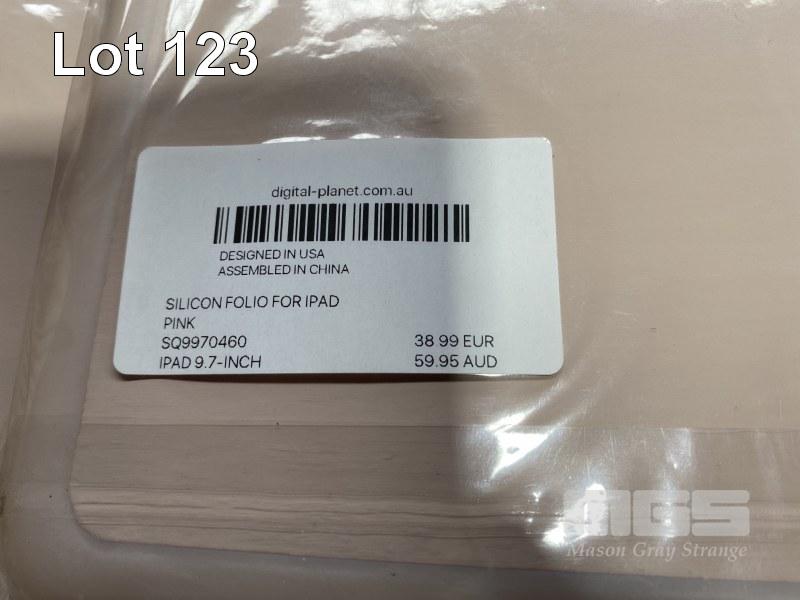 Lot 123
digital-planet.com.au
DESIGNED IN USA
ASSEMBLED IN CHINA
SILICON FOLIO FOR IPAD
PINK
SQ9970460
38 99 EUR
IPAD 9.7-INCH
59.95 AUD
MGS
Mason Gray Strange